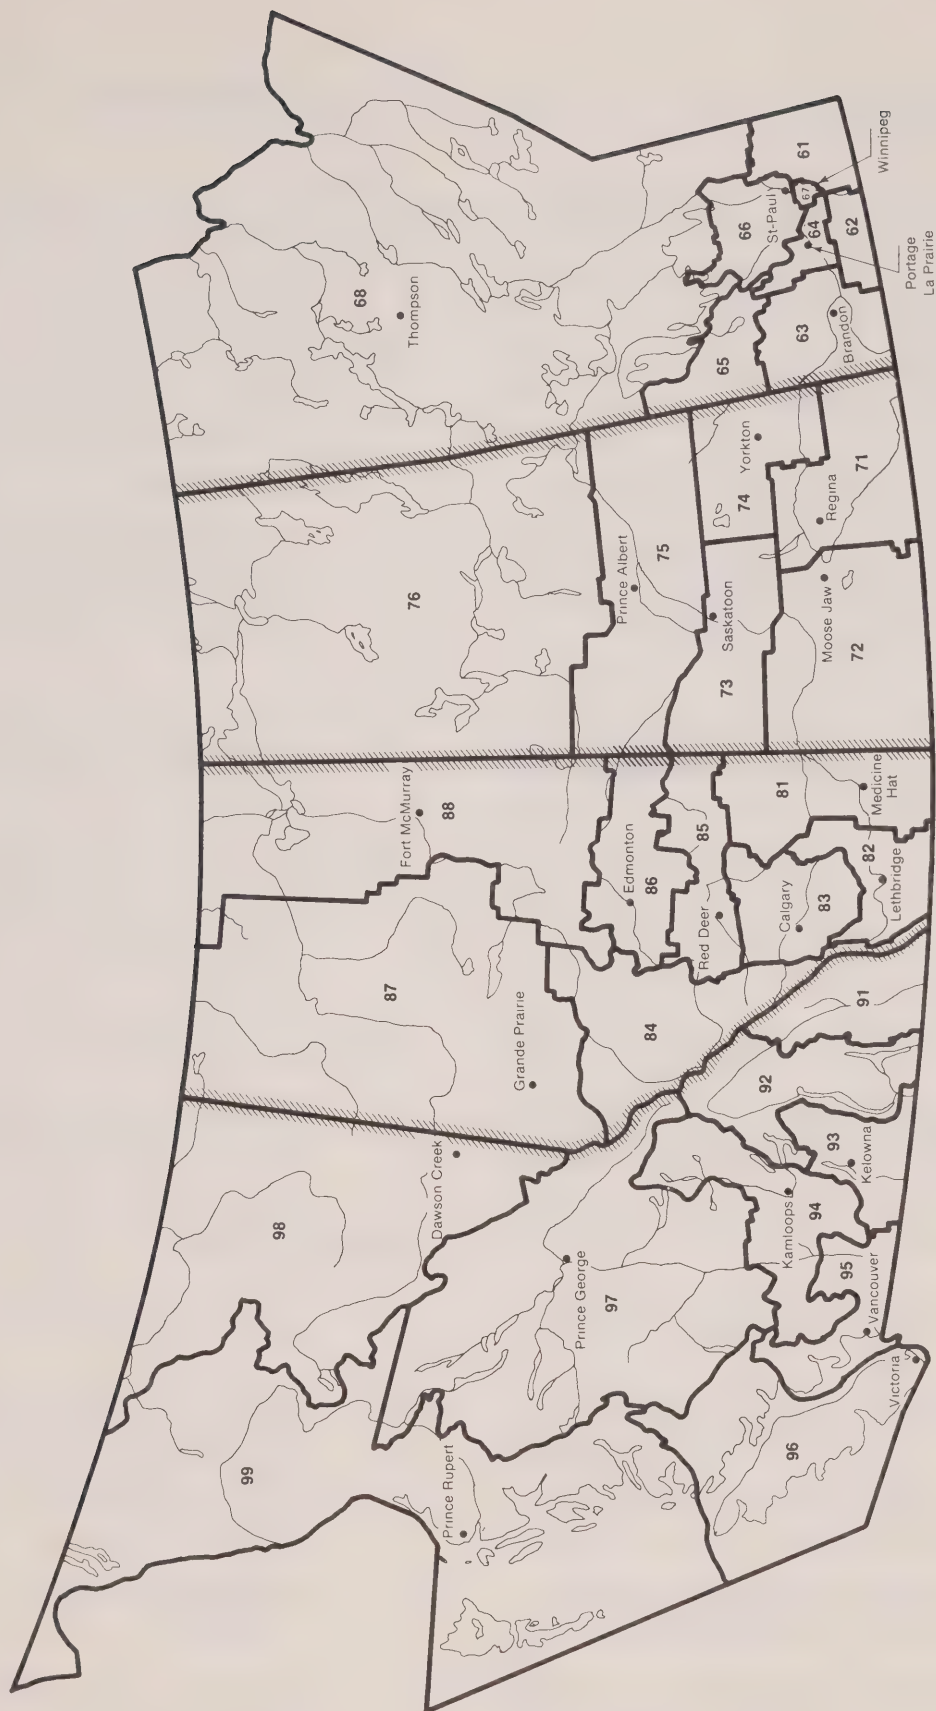 68
Thompson
66
St-Paul
61
67
64
62
Winnipeg
Portage
La Prairie
65
63
Brandon
76
Prince Albert
75
74
Yorkton
Saskatoon
73
Regina
71
Moose Jaw
72
Fort McMurray
88
87
Grande Prairie
Edmonton
86
85
Red Deer
84
Calgary
83
81
Medicine
Hat
82
Lethbridge
98
Dawson Creek
Prince George
97
91
92
93
Kelowna
Kamloops
94
95
Vancouver
Victoria
96
99
Prince Rupert